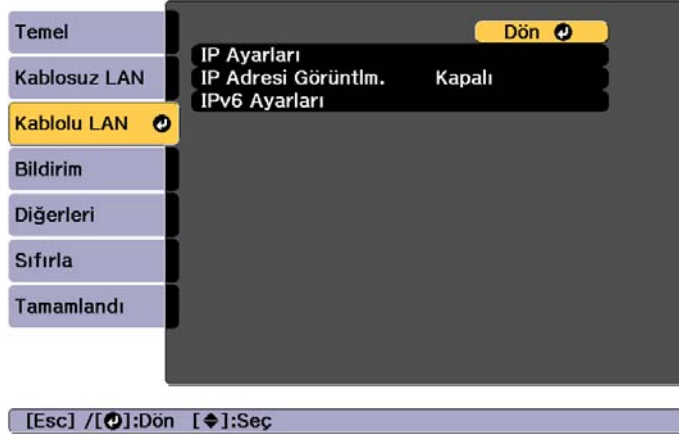 Temel
Kablosuz LAN
Kablolu LAN
Bildirim
Diğerleri
Sıfırla
Tamamlandı
Dön
IP Ayarları
IP Adresi Görüntlm. Kapalı
IPv6 Ayarları
[Esc] /[⏎]:Dön [◆]:Seç